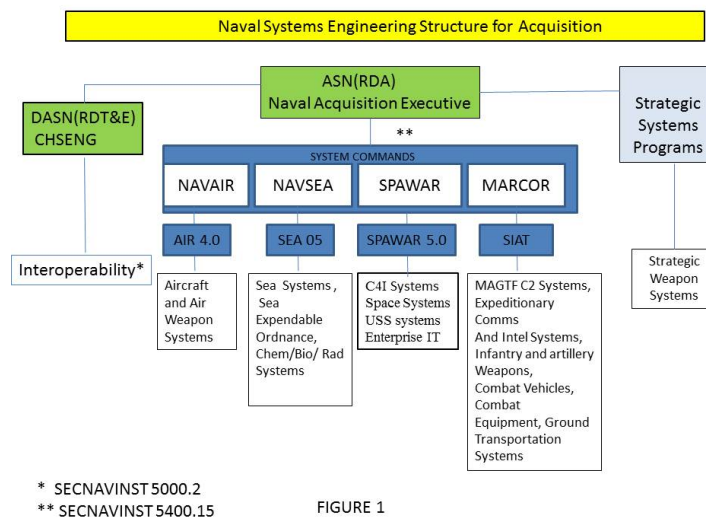 Naval Systems Engineering Structure for Acquisition
ASN(RDA)
Naval Acquisition Executive
DASN(RDT&E)
CHSENG
Strategic
Systems
Programs
**
SYSTEM COMMANDS
NAVAIR
NAVSEA
SPAWAR
MARCOR
AIR 4.0
SEA 05
SPAWAR 5.0
SIAT
Interoperability*
Aircraft
and Air
Weapon
Systems
Sea Systems ,
Sea
Expendable
Ordnance,
Chem/Bio/ Rad
Systems
C4I Systems
Space Systems
USS systems
Enterprise IT
MAGTF C2 Systems,
Expeditionary
Comms
And Intel Systems,
Infantry and artillery
Weapons,
Combat Vehicles,
Combat
Equipment, Ground
Transportation
Systems
Strategic
Weapon
Systems
* SECNAVINST 5000.2
** SECNAVINST 5400.15
FIGURE 1